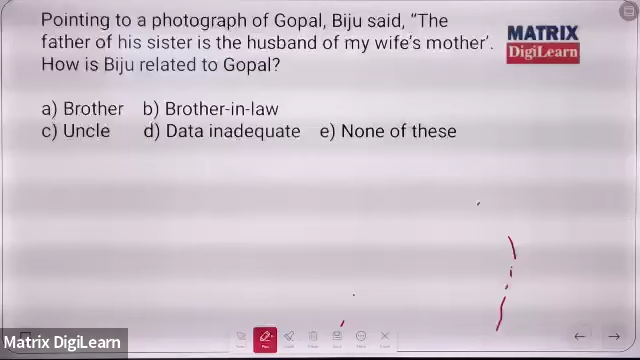 Pointing to a photograph of Gopal, Biju said, “The
father of his sister is the husband of my wife’s mother’.
How is Biju related to Gopal?
MATRIX
DigiLearn
a) Brother b) Brother-in-law
c) Uncle d) Data inadequate e) None of these
Matrix DigiLearn